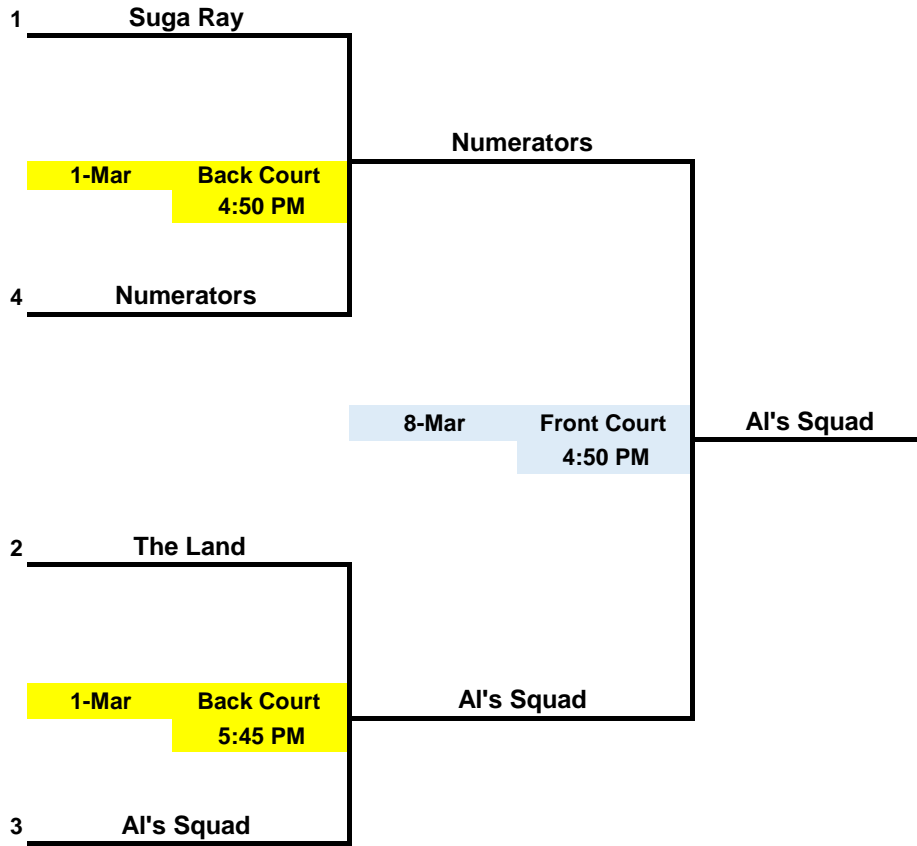 1 Suga Ray
Numerators
1-Mar Back Court
4:50 PM
4 Numerators
8-Mar Front Court Al's Squad
4:50 PM
2 The Land
1-Mar Back Court Al's Squad
5:45 PM
3 Al's Squad